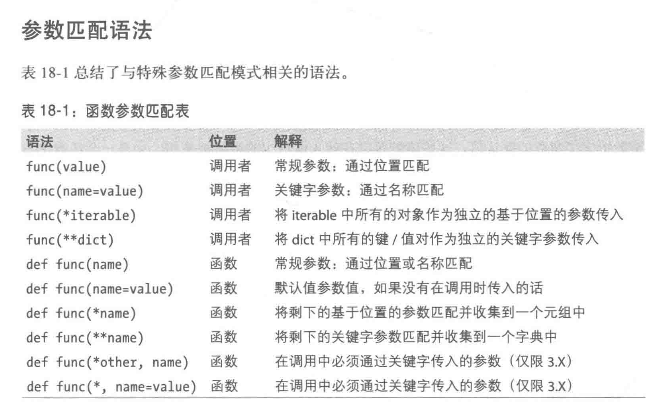 参数匹配语法
表 18-1 总结了与特殊参数匹配模式相关的语法。
表 18-1：函数参数匹配表
语法 位置 解释
func(value) 调用者 常规参数：通过位置匹配
func(name=value) 调用者 关键字参数：通过名称匹配
func(*iterable) 调用者 将 iterable 中所有的对象作为独立的基于位置的参数传入
func(**dict) 调用者 将 dict 中所有的键 / 值对作为独立的关键字参数传入
def func(name) 函数 常规参数：通过位置或名称匹配
def func(name=value) 函数 默认值参数值，如果没有在调用时传入的话
def func(*name) 函数 将剩下的基于位置的参数匹配并收集到一个元组中
def func(**name) 函数 将剩下的关键字参数匹配并收集到一个字典中
def func(*other, name) 函数 在调用中必须通过关键字传入的参数（仅限 3.X）
def func(*, name=value) 函数 在调用中必须通过关键字传入的参数（仅限 3.X）